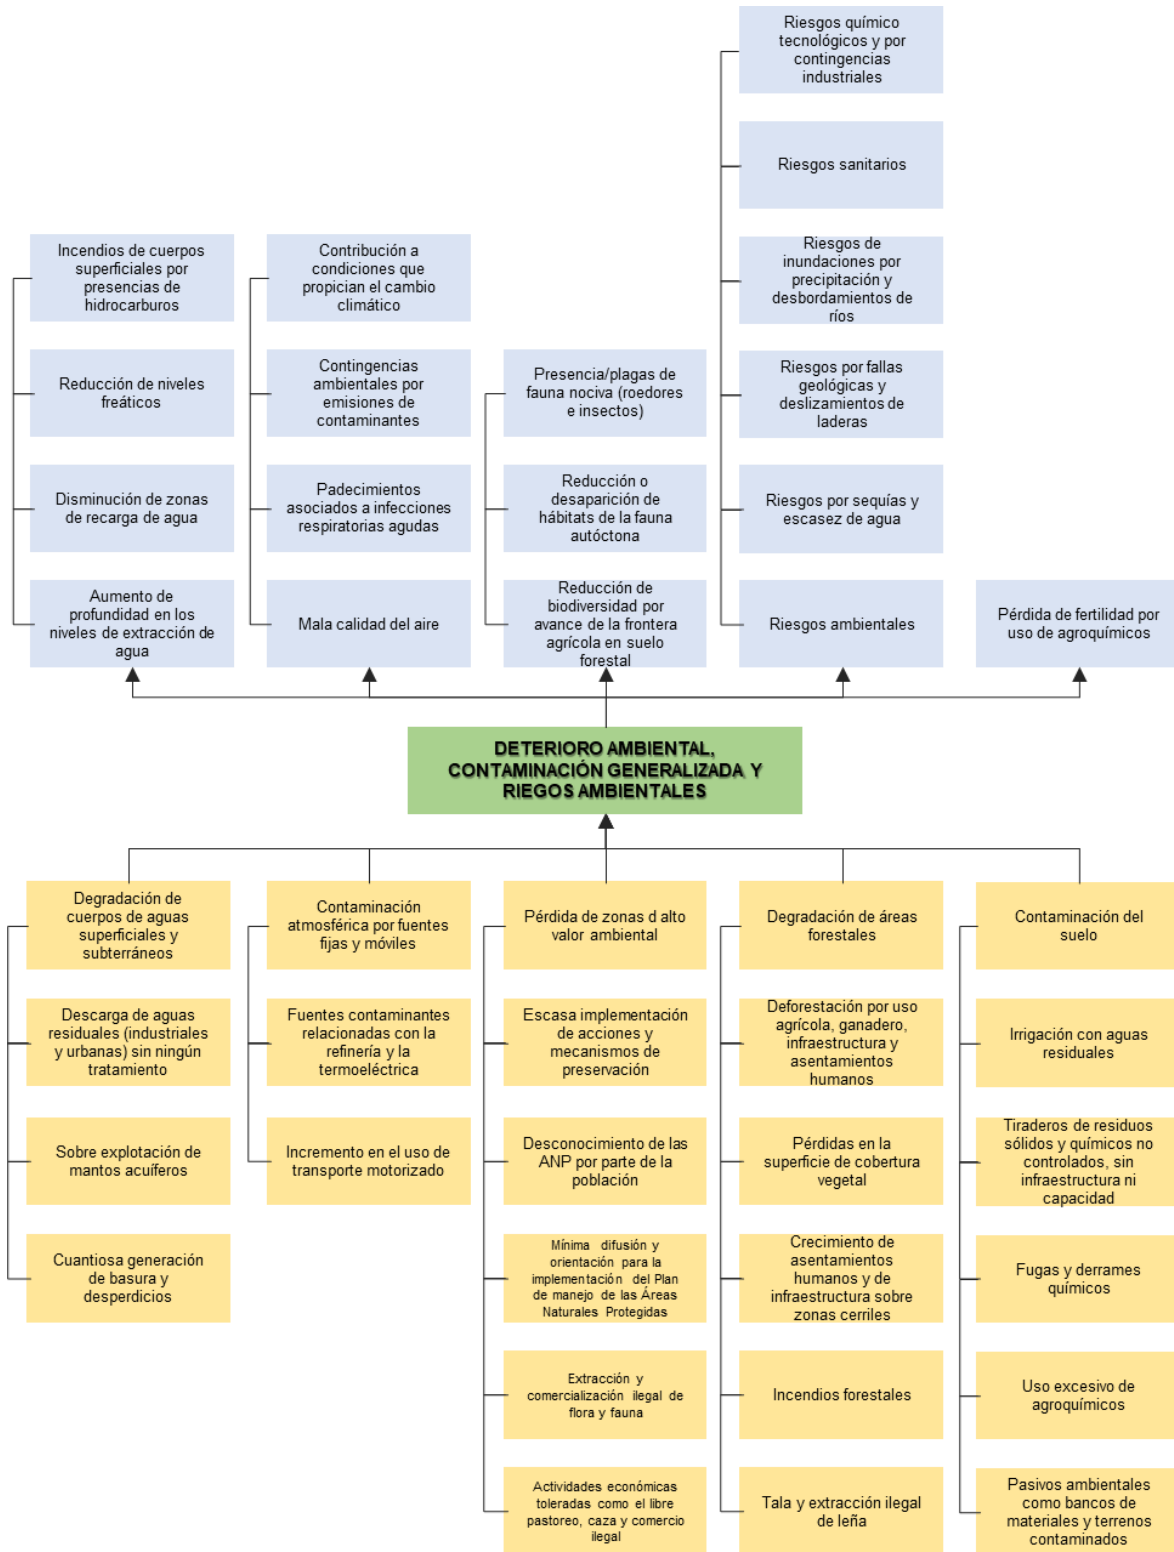 Riesgos químico
tecnológicos y por
contingencias
industriales
Riesgos sanitarios
Incendios de cuerpos
superficiales por
presencias de
hidrocarburos
Contribución a
condiciones que
propician el cambio
climático
Riesgos de
inundaciones por
precipitación y
desbordamientos de
ríos
Reducción de niveles
freáticos
Contingencias
ambientales por
emisiones de
contaminantes
Presencia/plagas de
fauna nociva (roedores
e insectos)
Riesgos por fallas
geológicas y
deslizamientos de
laderas
Disminución de zonas
de recarga de agua
Padecimientos
asociados a infecciones
respiratorias agudas
Reducción o
desaparición de
hábitats de la fauna
autóctona
Riesgos por sequías y
escasez de agua
Aumento de
profundidad en los
niveles de extracción de
agua
Mala calidad del aire
Reducción de
biodiversidad por
avance de la frontera
agrícola en suelo
forestal
Riesgos ambientales
Pérdida de fertilidad por
uso de agroquímicos
DETERIORO AMBIENTAL,
CONTAMINACIÓN GENERALIZADA Y
RIEGOS AMBIENTALES
Degradación de
cuerpos de aguas
superficiales y
subterráneos
Contaminación
atmosférica por fuentes
fijas y móviles
Pérdida de zonas d alto
valor ambiental
Degradación de áreas
forestales
Contaminación del
suelo
Descarga de aguas
residuales (industriales
y urbanas) sin ningún
tratamiento
Fuentes contaminantes
relacionadas con la
refinería y la
termoeléctrica
Escasa implementación
de acciones y
mecanismos de
preservación
Deforestación por uso
agrícola, ganadero,
infraestructura y
asentamientos
humanos
Irrigación con aguas
residuales
Sobre explotación de
mantos acuíferos
Incremento en el uso de
transporte motorizado
Desconocimiento de las
ANP por parte de la
población
Pérdidas en la
superficie de cobertura
vegetal
Tiraderos de residuos
sólidos y químicos no
controlados, sin
infraestructura ni
capacidad
Cuantiosa generación
de basura y
desperdicios
Mínima difusión y
orientación para la
implementación del Plan
de manejo de las Áreas
Naturales Protegidas
Crecimiento de
asentamientos
humanos y de
infraestructura sobre
zonas cerriles
Fugas y derrames
químicos
Extracción y
comercialización ilegal de
flora y fauna
Incendios forestales
Uso excesivo de
agroquímicos
Actividades económicas
toleradas como el libre
pastoreo, caza y comercio
ilegal
Tala y extracción ilegal
de leña
Pasivos ambientales
como bancos de
materiales y terrenos
contaminados